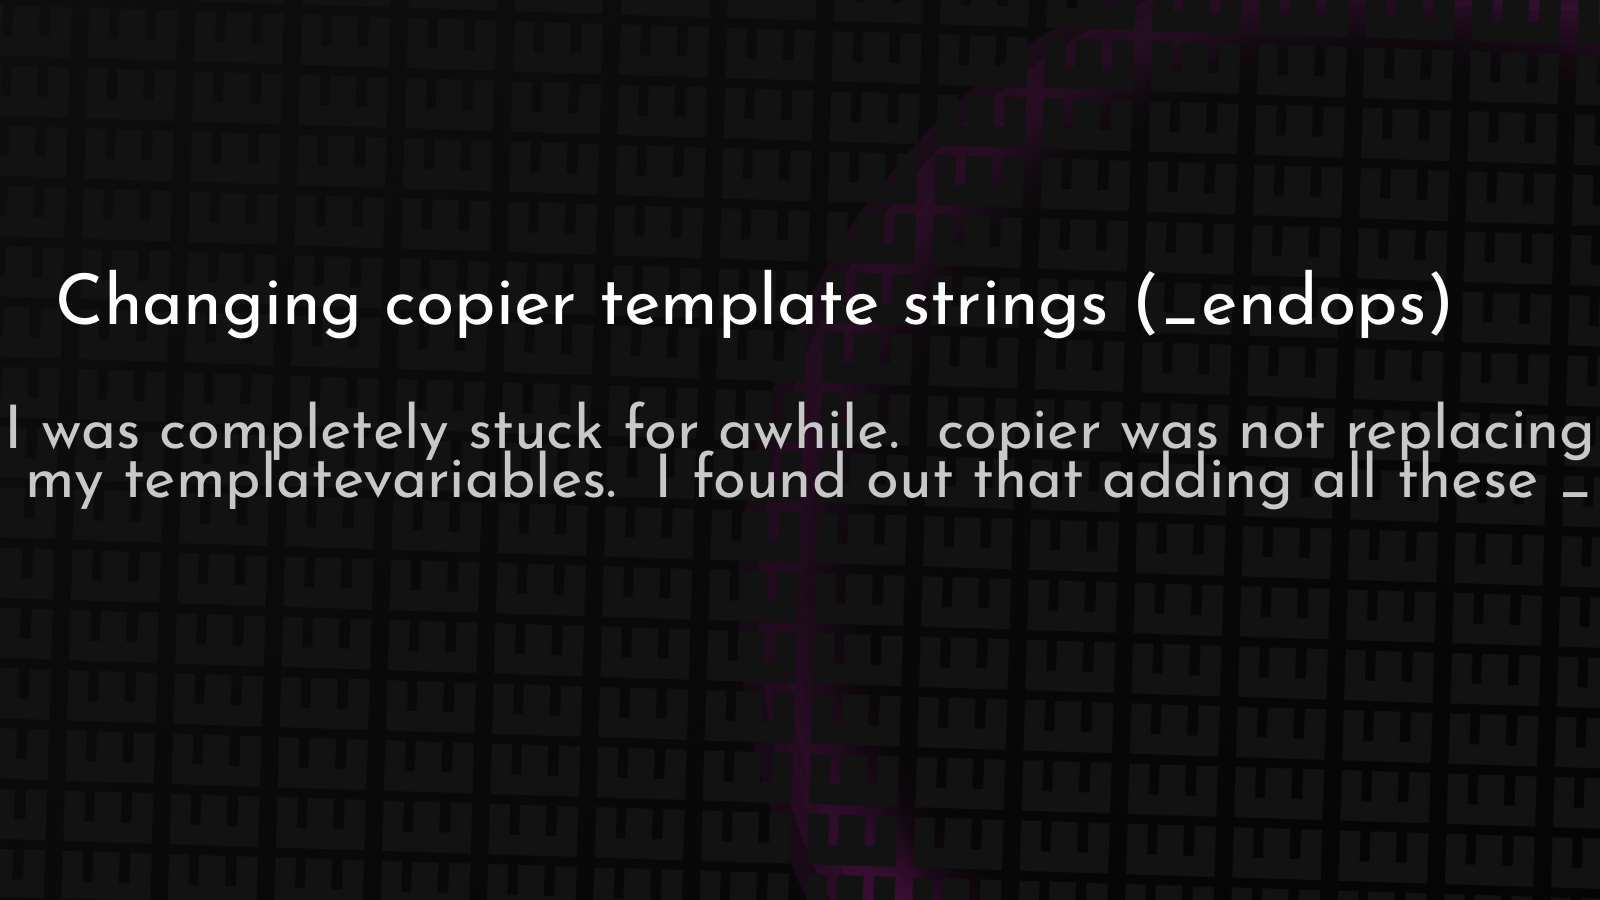 Changing copier template strings (_endops)
I was completely stuck for awhile.  copier was not replacing
my templatevariables.  I found out that adding all these _